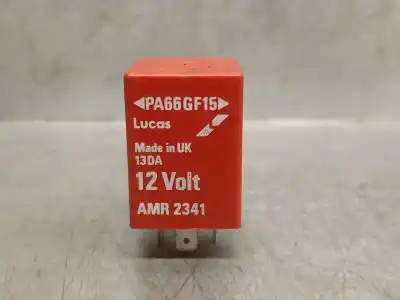 ◁PA66GF15▷
Lucas
Made in UK
13DA
12 Volt
AMR 2341